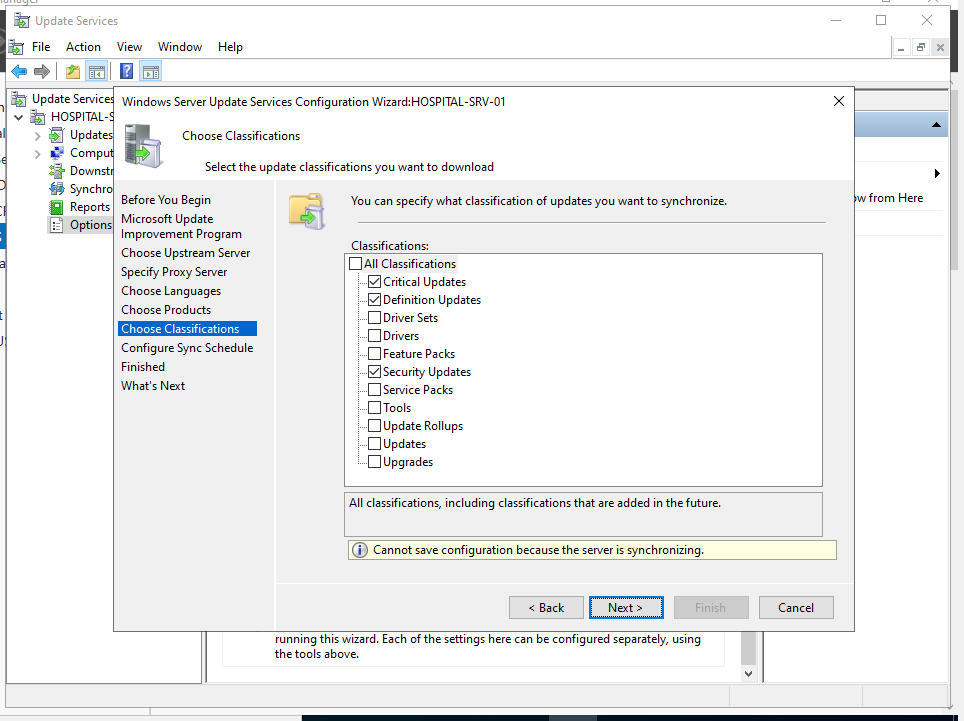 Update Services
File Action View Window Help
Update Services
HOSPITAL-S
Updates
Comput
Downstr
Synchro
Reports
Options
Windows Server Update Services Configuration Wizard:HOSPITAL-SRV-01
Choose Classifications
Select the update classifications you want to download
Before You Begin
Microsoft Update
Improvement Program
Choose Upstream Server
Specify Proxy Server
Choose Languages
Choose Products
Choose Classifications
Configure Sync Schedule
Finished
What's Next
You can specify what classification of updates you want to synchronize.
Classifications:
All Classifications
Critical Updates
Definition Updates
Driver Sets
Drivers
Feature Packs
Security Updates
Service Packs
Tools
Update Rollups
Updates
Upgrades
All classifications, including classifications that are added in the future.
Cannot save configuration because the server is synchronizing.
< Back Next > Finish Cancel
ow from Here
running this wizard. Each of the settings here can be configured separately, using
the tools above.